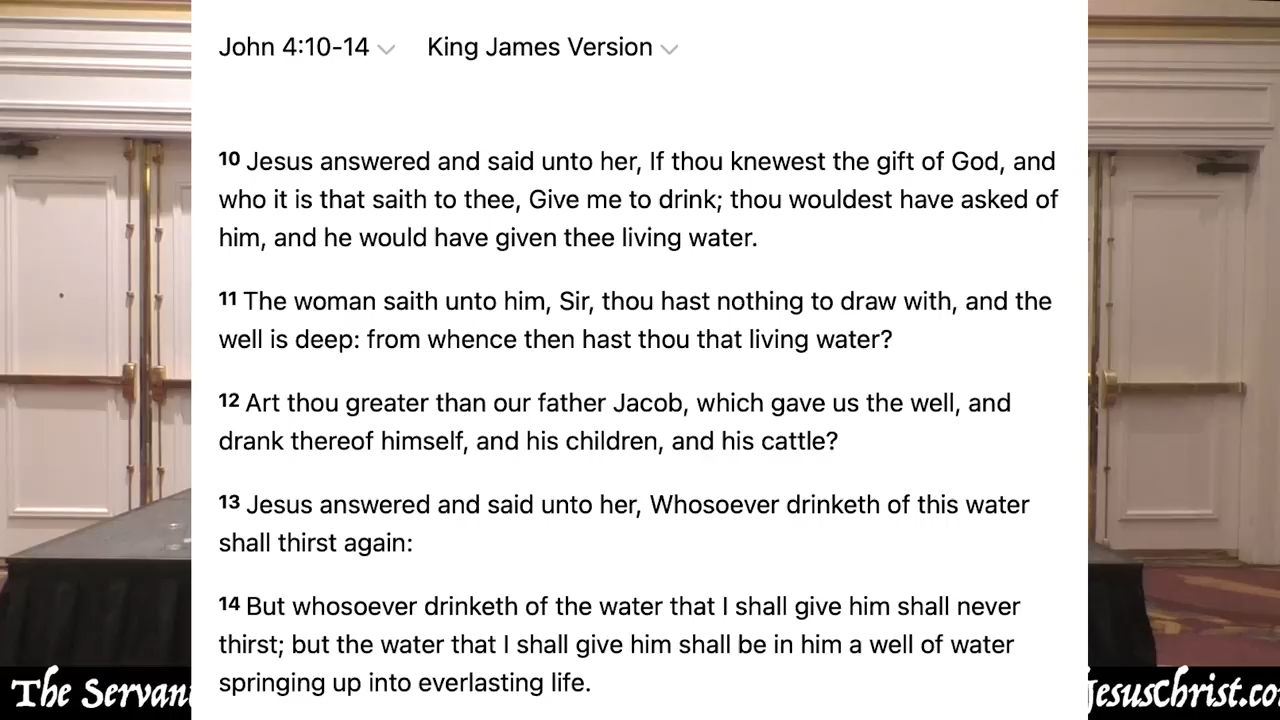 John 4:10-14 King James Version
10 Jesus answered and said unto her, If thou knewest the gift of God, and
who it is that saith to thee, Give me to drink; thou wouldest have asked of
him, and he would have given thee living water.
11 The woman saith unto him, Sir, thou hast nothing to draw with, and the
well is deep: from whence then hast thou that living water?
12 Art thou greater than our father Jacob, which gave us the well, and
drank thereof himself, and his children, and his cattle?
13 Jesus answered and said unto her, Whosoever drinketh of this water
shall thirst again:
14 But whosoever drinketh of the water that I shall give him shall never
thirst; but the water that I shall give him shall be in him a well of water
springing up into everlasting life.
The Servan
JesusChrist.co